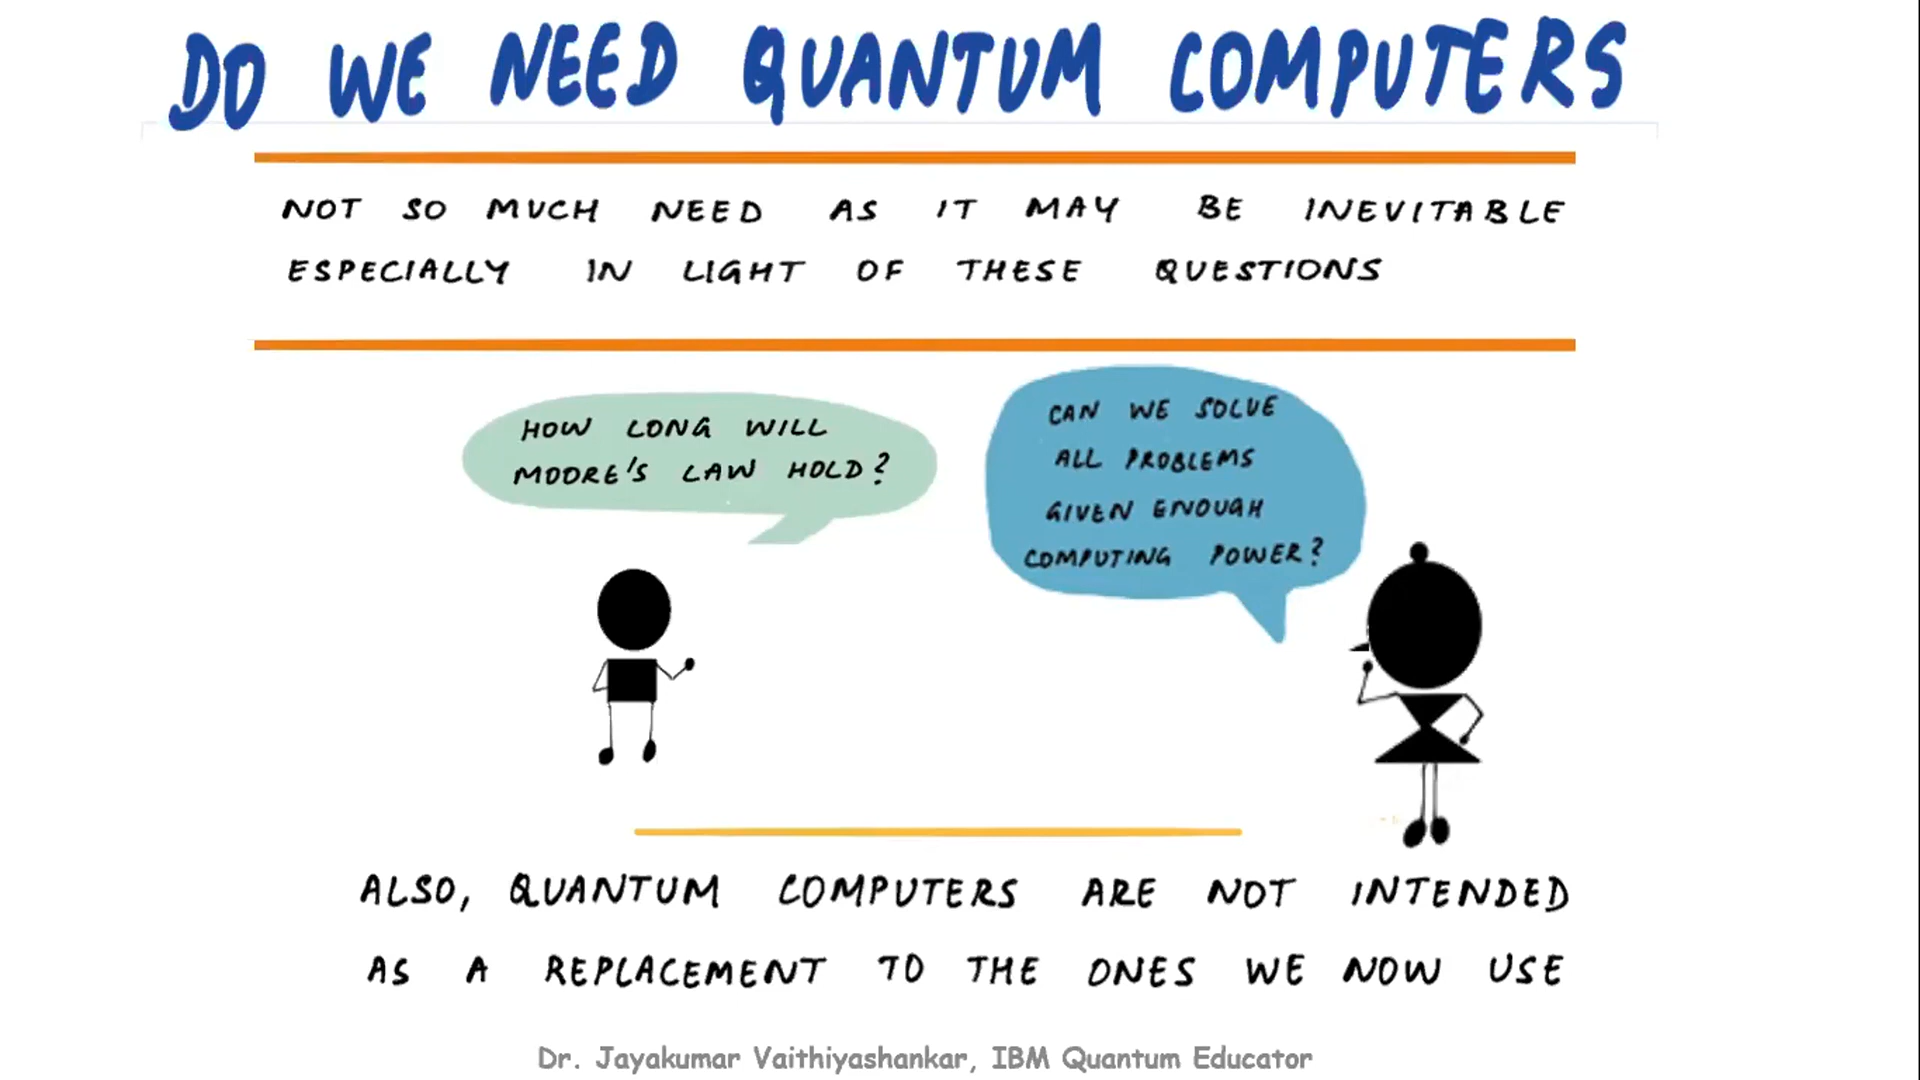 DO WE NEED QUANTUM COMPUTERS
NOT SO MUCH NEED AS IT MAY BE INEVITABLE
ESPECIALLY IN LIGHT OF THESE QUESTIONS
HOW LONG WILL
MOORE'S LAW HOLD?
CAN WE SOLVE
ALL PROBLEMS
GIVEN ENOUGH
COMPUTING POWER?
ALSO, QUANTUM COMPUTERS ARE NOT INTENDED
AS A REPLACEMENT TO THE ONES WE NOW USE
Dr. Jayakumar Vaithiyashankar, IBM Quantum Educator